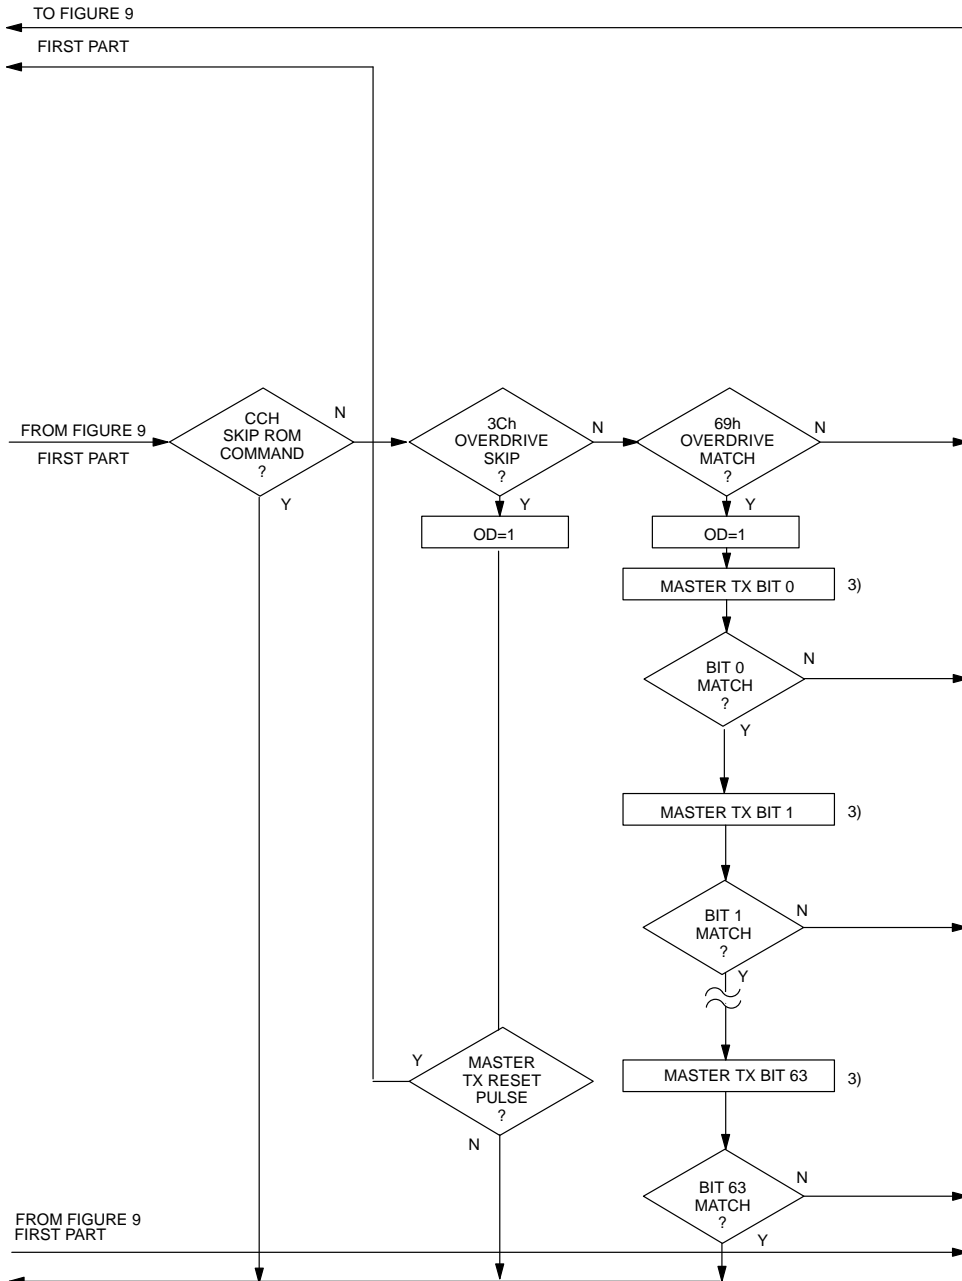 TO FIGURE 9
FIRST PART
FROM FIGURE 9
FIRST PART
CCH
SKIP ROM
COMMAND
?
N
Y
3Ch
OVERDRIVE
SKIP
?
N
Y
OD=1
69h
OVERDRIVE
MATCH
?
N
Y
OD=1
MASTER TX BIT 0
3)
BIT 0
MATCH
?
N
Y
MASTER TX BIT 1
3)
BIT 1
MATCH
?
N
Y
MASTER
TX RESET
PULSE
?
Y
N
MASTER TX BIT 63
3)
BIT 63
MATCH
?
N
Y
FROM FIGURE 9
FIRST PART